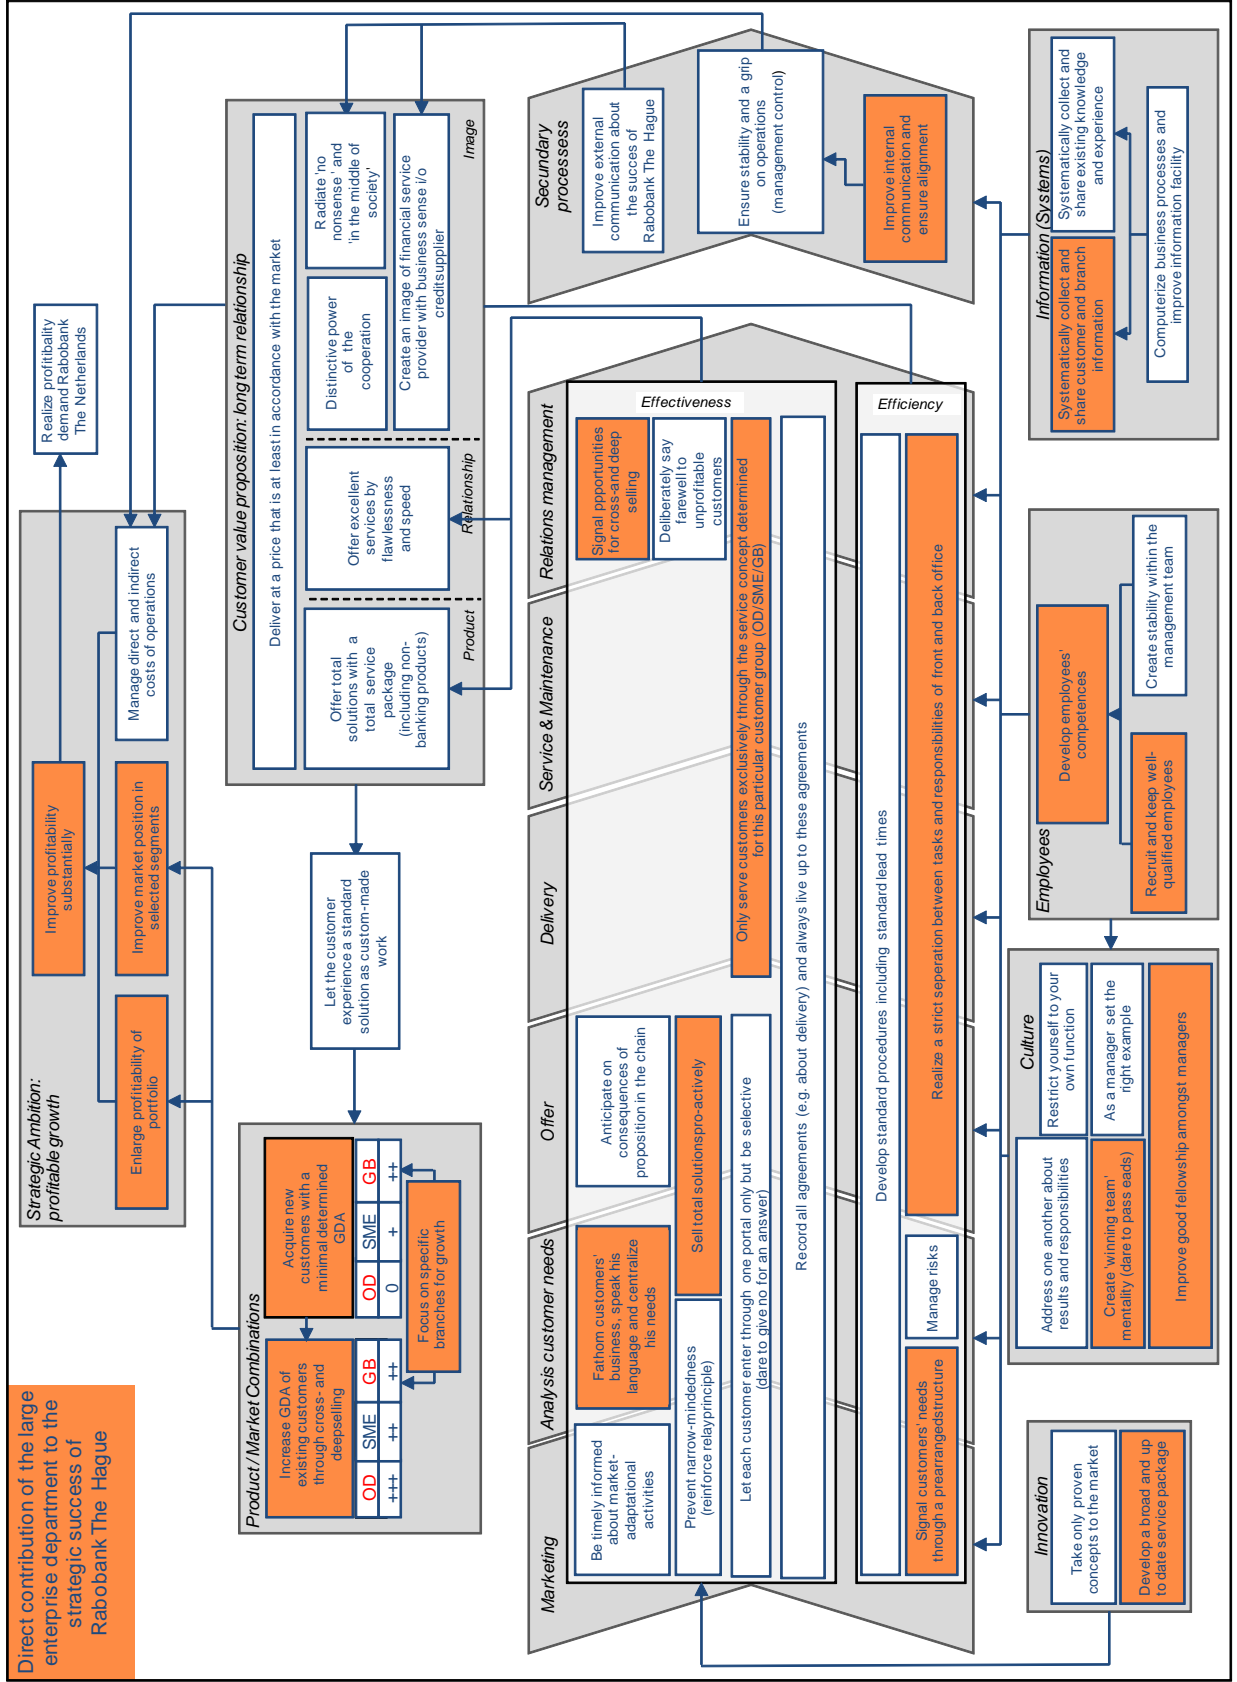 Direct contribution of the large
enterprise department to the
strategic success of
Rabobank The Hague
Strategic Ambition:
profitable growth
Improve profitability
substantially
Enlarge profitiability of
portfolio
Improve market position in
selected segments
Manage direct and indirect
costs of operations
Realize profitibality
demand Rabobank
The Netherlands
Product / Market Combinations
Increase GDA of
existing customers
through cross- and
deepselling
OD SME GB
+++ ++ ++
Acquire new
customers with a
minimal determined
GDA
OD SME GB
0 + ++
Focus on specific
branches for growth
Let the customer
experience a standard
solution as custom-made
work
Customer value proposition: long term relationship
Deliver at a price that is at least in accordance with the market
Offer total
solutions with a
total service
package
(including non-
banking products)
Product
Offer excellent
services by
flawlessness
and speed
Relationship
Distinctive power
of the
cooperation
Radiate 'no
nonsense ' and
'in the middle of
society'
Create an image of financial service
provider with business sense i/o
creditsupplier
Image
Marketing
Analysis customer needs
Offer
Delivery
Service & Maintenance
Relations management
Effectiveness
Be timely informed
about market-
adaptational
activities
Fathom customers'
business, speak his
language and centralize
his needs
Anticipate on
consequences of
proposition in the chain
Signal ppportunities
for cross-and deep
selling
Deliberately say
farewell to
unprofitable
customers
Prevent narrow-mindedness
(reinforce relayprinciple)
Sell total solutionspro-actively
Let each customer enter through one portal only but be selective
(dare to give no for an answer)
Only serve customers exclusively through the service concept determined
for this particular customer group (OD/SME/GB)
Record all agreements (e.g. about delivery) and always live up to these agreements
Efficiency
Develop standard procedures including standard lead times
Signal customers' needs
through a prearrangedstructure
Manage risks
Realize a strict seperation between tasks and responsibilities of front and back office
Secundary
processess
Improve external
communication about
the succes of
Rabobank The Hague
Ensure stability and a grip
on operations
(management control)
Improve internal
communication and
ensure alignment
Innovation
Take only proven
concepts to the market
Develop a broad and up
to date service package
Culture
Address one another about
results and responsibilities
Restrict yourself to your
own function
Create 'winning team'
mentality (dare to pass eads)
As a manager set the
right example
Improve good fellowship amongst managers
Employees
Develop employees'
competences
Recruit and keep well-
qualified employees
Create stability within the
management team
Information (Systems)
Systematically collect and
share customer and branch
information
Systematically collect and
share existing knowledge
and experience
Computerize business processes and
improve information facility